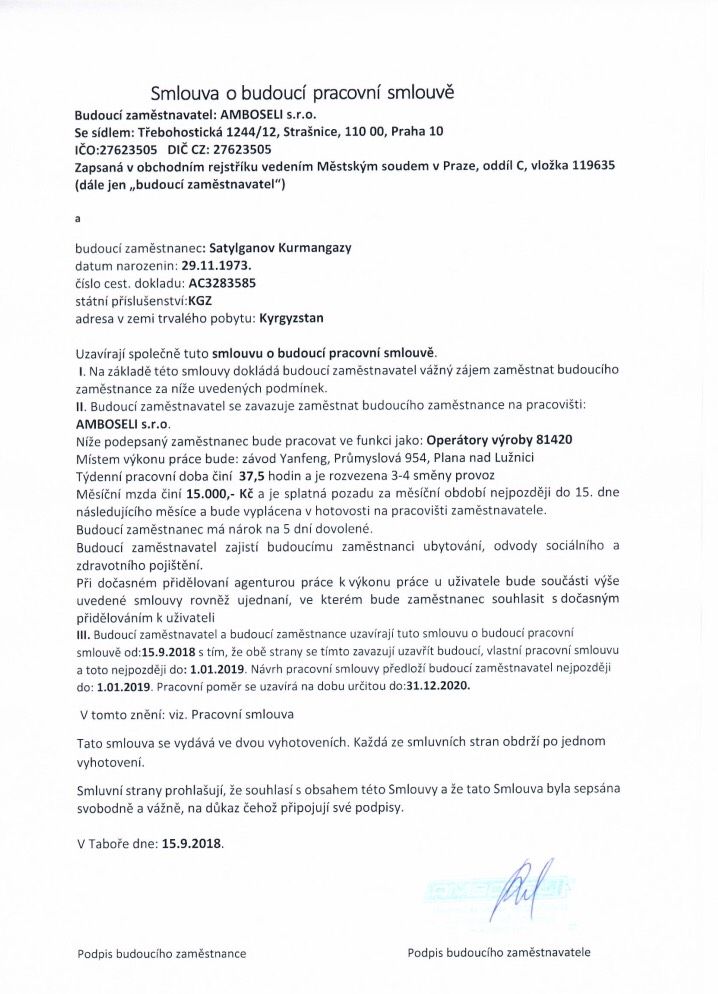 Smlouva o budoucí pracovní smlouvě
Budoucí zaměstnavatel: AMBOSELI s.r.o.
Se sídlem: Třebohostická 1244/12, Strašnice, 110 00, Praha 10
IČO:27623505 DIČ CZ: 27623505
Zapsaná v obchodním rejstříku vedením Městským soudem v Praze, oddíl C, vložka 119635
(dále jen „budoucí zaměstnavatel“)
a
budoucí zaměstnanec: Satylganov Kurmangazy
datum narozenin: 29.11.1973.
číslo cest. dokladu: AC3283585
státní příslušenství:KGZ
adresa v zemi trvalého pobytu: Kyrgyzstan
Uzavírají společně tuto smlouvu o budoucí pracovní smlouvě.
I. Na základě této smlouvy dokládá budoucí zaměstnavatel vážný zájem zaměstnat budoucího
zaměstnance za níže uvedených podmínek.
II. Budoucí zaměstnavatel se zavazuje zaměstnat budoucího zaměstnance na pracovišti:
AMBOSELI s.r.o.
Níže podepsaný zaměstnanec bude pracovat ve funkci jako: Operátory výroby 81420
Místem výkonu práce bude: závod Yanfeng, Průmyslová 954, Plana nad Lužnici
Týdenní pracovní doba činí 37,5 hodin a je rozvezena 3-4 směny provoz
Měsíční mzda činí 15.000,- Kč a je splatná pozadu za měsíční období nejpozději do 15. dne
následujícího měsíce a bude vyplácena v hotovosti na pracovišti zaměstnavatele.
Budoucí zaměstnanec má nárok na 5 dní dovolené.
Budoucí zaměstnavatel zajistí budoucímu zaměstnanci ubytování, odvody sociálního a
zdravotního pojištění.
Při dočasném přidělovaní agenturou práce k výkonu práce u uživatele bude součásti výše
uvedené smlouvy rovněž ujednaní, ve kterém bude zaměstnanec souhlasit s dočasným
přidělováním k uživateli
III. Budoucí zaměstnavatel a budoucí zaměstnance uzavírají tuto smlouvu o budoucí pracovní
smlouvě od:15.9.2018 s tím, že obě strany se tímto zavazují uzavřít budoucí, vlastní pracovní smlouvu
a toto nejpozději do: 1.01.2019. Návrh pracovní smlouvy předloží budoucí zaměstnavatel nejpozději
do: 1.01.2019. Pracovní poměr se uzavírá na dobu určitou do:31.12.2020.
V tomto znění: viz. Pracovní smlouva
Tato smlouva se vydává ve dvou vyhotoveních. Každá ze smluvních stran obdrží po jednom
vyhotovení.
Smluvní strany prohlašují, že souhlasí s obsahem této Smlouvy a že tato Smlouva byla sepsána
svobodně a vážně, na důkaz čehož připojují své podpisy.
V Taboře dne: 15.9.2018.
AMBOSELI
Podpis budoucího zaměstnance Podpis budoucího zaměstnavatele